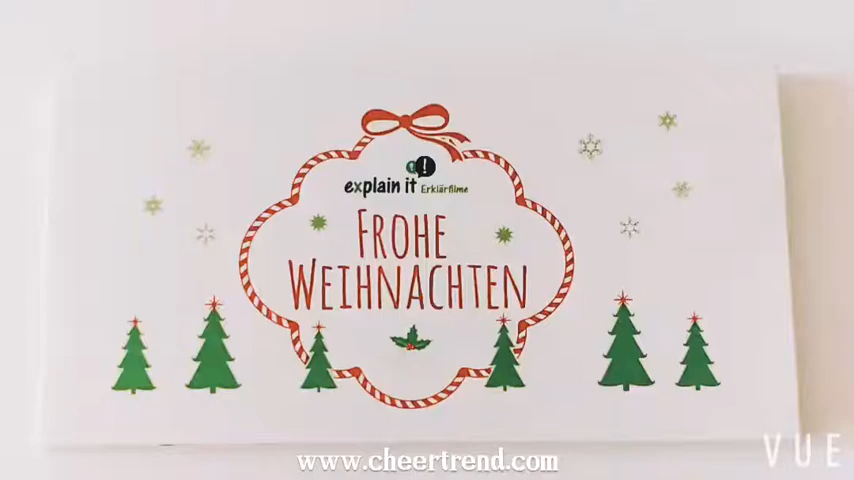 explain it Erklärfilme
FROHE
WEIHNACHTEN
www.cheertrend.com
VUE